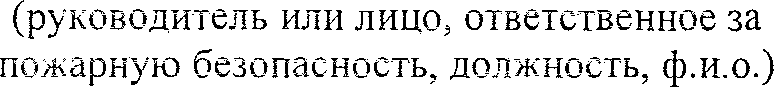 (руководитель или лицо, ответственное за
пожарную безопасность, должность, ф.и.о.)